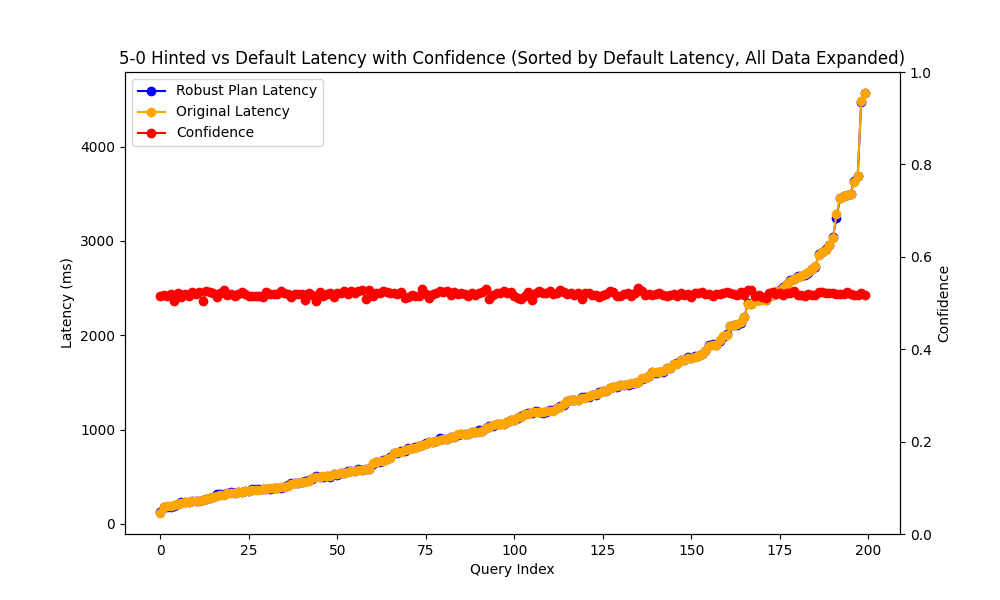 5-0 Hinted vs Default Latency with Confidence (Sorted by Default Latency, All Data Expanded)
Robust Plan Latency
Original Latency
Confidence
Latency (ms)
4000
3000
2000
1000
0
1.0
0.8
0.6
0.4
0.2
0.0
Confidence
0 25 50 75 100 125 150 175 200
Query Index